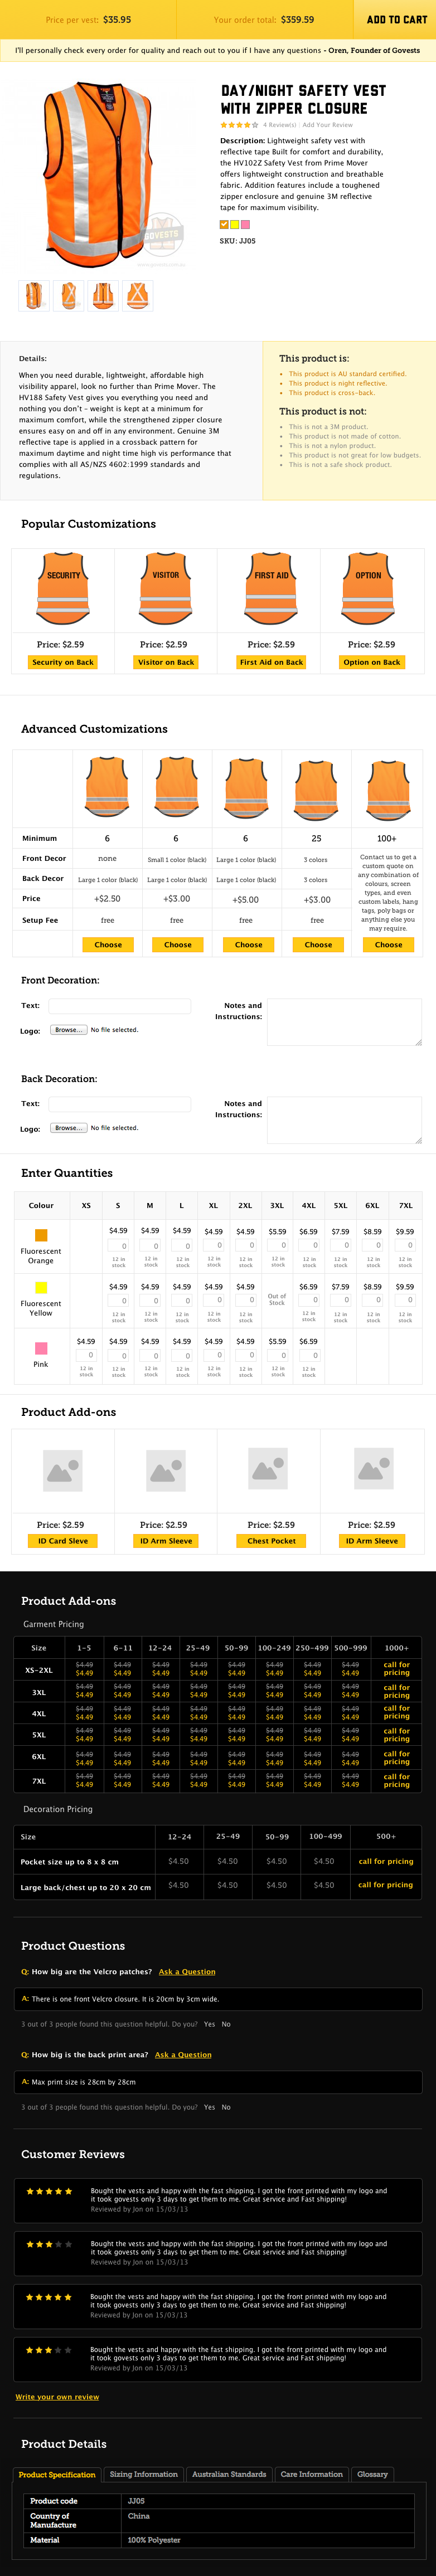 Price per vest: $35.95
Your order total: $359.59
ADD TO CART
I'll personally check every order for quality and reach out to you if I have any questions - Oren, Founder of Govests
DAY/NIGHT SAFETY VEST
WITH ZIPPER CLOSURE
4 Review(s) | Add Your Review
Description: Lightweight safety vest with
reflective tape Built for comfort and durability,
the HV102Z Safety Vest from Prime Mover
offers lightweight construction and breathable
fabric. Addition features include a toughened
zipper enclosure and genuine 3M reflective
tape for maximum visibility.
SKU: JJ05
GOVESTS
Details:
When you need durable, lightweight, affordable high
visibility apparel, look no further than Prime Mover. The
HV188 Safety Vest gives you everything you need and
nothing you don't - weight is kept at a minimum for
maximum comfort, while the strengthened zipper closure
ensures easy on and off in any environment. Genuine 3M
reflective tape is applied in a crossback pattern for
maximum daytime and night time high vis performance that
complies with all AS/NZS 4602:1999 standards and
regulations.
This product is:
• This product is AU standard certified.
• This product is night reflective.
• This product is cross-back.
This product is not:
• This is not a 3M product.
• This product is not made of cotton.
• This is not a nylon product.
• This product is not great for low budgets.
• This is not a safe shock product.
Popular Customizations
SECURITY VISITOR FIRST AID OPTION
Price: $2.59 Price: $2.59 Price: $2.59 Price: $2.59
Security on Back Visitor on Back First Aid on Back Option on Back
Advanced Customizations
Minimum 6 6 6 25 100+
Front Decor none Small 1 color (black) Large 1 color (black) 3 colors
Back Decor Large 1 color (black) Large 1 color (black) Large 1 color (black) 3 colors
Price +$2.50 +$3.00 +$5.00 +$3.00
Setup Fee free free free free
Contact us to get a
custom quote on
any combination of
colours, screen
types, and even
custom labels, hang
tags, poly bags or
anything else you
may require.
Choose Choose Choose Choose Choose
Front Decoration:
Text:
Notes and
Instructions:
Logo: Browse... No file selected.
Back Decoration:
Text:
Notes and
Instructions:
Logo: Browse... No file selected.
Enter Quantities
Colour XS S M L XL 2XL 3XL 4XL 5XL 6XL 7XL
$4.59 $4.59 $4.59 $4.59 $4.59 $5.59 $6.59 $7.59 $8.59 $9.59
0 0 0 0 0 0 0 0 0 0
Fluorescent
Orange
12 in 12 in 12 in 12 in 12 in 12 in 12 in 12 in 12 in 12 in
stock stock stock stock stock stock stock stock stock stock
$4.59 $4.59 $4.59 $4.59 $4.59 $6.59 $7.59 $8.59 $9.59
0 0 0 0 0 0 0 0 0
Out of
Stock
Fluorescent
Yellow
12 in 12 in 12 in 12 in 12 in 12 in 12 in 12 in 12 in
stock stock stock stock stock stock stock stock stock
$4.59 $4.59 $4.59 $4.59 $4.59 $4.59 $5.59 $6.59
0 0 0 0 0 0 0 0
Pink
12 in 12 in 12 in 12 in 12 in 12 in 12 in 12 in
stock stock stock stock stock stock stock stock
Product Add-ons
Price: $2.59 Price: $2.59 Price: $2.59 Price: $2.59
ID Card Sleve ID Arm Sleeve Chest Pocket ID Arm Sleeve
Product Add-ons
Garment Pricing
Size 1-5 6-11 12-24 25-49 50-99 100-249 250-499 500-999 1000+
XS-2XL
$4.49 $4.49 $4.49 $4.49 $4.49 $4.49 $4.49 $4.49 call for
$4.49 $4.49 $4.49 $4.49 $4.49 $4.49 $4.49 $4.49 pricing
3XL
$4.49 $4.49 $4.49 $4.49 $4.49 $4.49 $4.49 $4.49 call for
$4.49 $4.49 $4.49 $4.49 $4.49 $4.49 $4.49 $4.49 pricing
4XL
$4.49 $4.49 $4.49 $4.49 $4.49 $4.49 $4.49 $4.49 call for
$4.49 $4.49 $4.49 $4.49 $4.49 $4.49 $4.49 $4.49 pricing
5XL
$4.49 $4.49 $4.49 $4.49 $4.49 $4.49 $4.49 $4.49 call for
$4.49 $4.49 $4.49 $4.49 $4.49 $4.49 $4.49 $4.49 pricing
6XL
$4.49 $4.49 $4.49 $4.49 $4.49 $4.49 $4.49 $4.49 call for
$4.49 $4.49 $4.49 $4.49 $4.49 $4.49 $4.49 $4.49 pricing
7XL
$4.49 $4.49 $4.49 $4.49 $4.49 $4.49 $4.49 $4.49 call for
$4.49 $4.49 $4.49 $4.49 $4.49 $4.49 $4.49 $4.49 pricing
Decoration Pricing
Size 12-24 25-49 50-99 100-499 500+
Pocket size up to 8 x 8 cm $4.50 $4.50 $4.50 $4.50 call for pricing
Large back/chest up to 20 x 20 cm $4.50 $4.50 $4.50 $4.50 call for pricing
Product Questions
Q: How big are the Velcro patches? Ask a Question
A: There is one front Velcro closure. It is 20cm by 3cm wide.
3 out of 3 people found this question helpful. Do you? Yes No
Q: How big is the back print area? Ask a Question
A: Max print size is 28cm by 28cm
3 out of 3 people found this question helpful. Do you? Yes No
Customer Reviews
Bought the vests and happy with the fast shipping. I got the front printed with my logo and
it took govests only 3 days to get them to me. Great service and Fast shipping!
Reviewed by Jon on 15/03/13
Bought the vests and happy with the fast shipping. I got the front printed with my logo and
it took govests only 3 days to get them to me. Great service and Fast shipping!
Reviewed by Jon on 15/03/13
Bought the vests and happy with the fast shipping. I got the front printed with my logo and
it took govests only 3 days to get them to me. Great service and Fast shipping!
Reviewed by Jon on 15/03/13
Bought the vests and happy with the fast shipping. I got the front printed with my logo and
it took govests only 3 days to get them to me. Great service and Fast shipping!
Reviewed by Jon on 15/03/13
Write your own review
Product Details
Product Specification Sizing Information Australian Standards Care Information Glossary
Product code JJ05
Country of
Manufacture
China
Material 100% Polyester